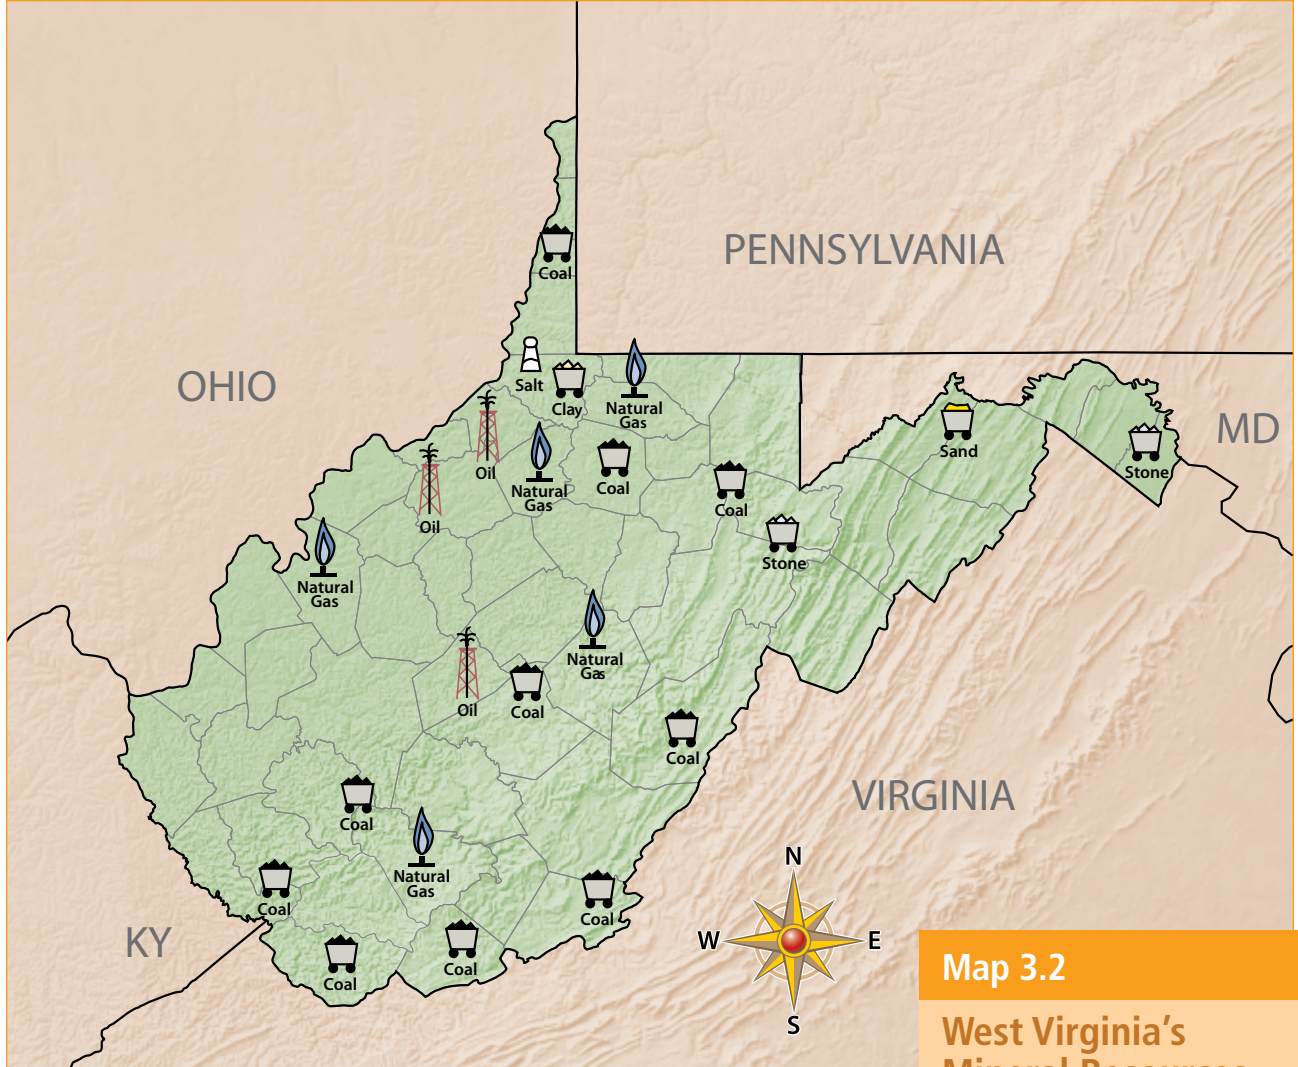 PENNSYLVANIA
Coal
OHIO
Salt
Clay
Natural
Gas
MD
Oil
Natural
Gas
Coal
Sand
Stone
Oil
Coal
Stone
Natural
Gas
Natural
Gas
Oil
Coal
Coal
VIRGINIA
Coal
Natural
Gas
Coal
Coal
KY
Coal
Coal
N
W
E
S
Map 3.2
West Virginia's
Mineral Resources